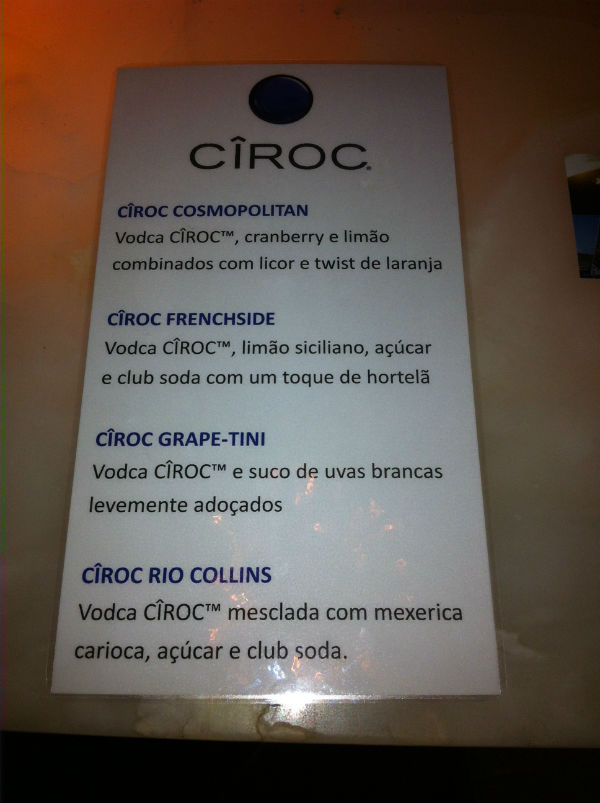 CÎROC®
CÎROC COSMOPOLITAN
Vodca CÎROC™, cranberry e limão
combinados com licor e twist de laranja
CÎROC FRENCHSIDE
Vodca CÎROC™, limão siciliano, açúcar
e club soda com um toque de hortelã
CÎROC GRAPE-TINI
Vodca CÎROC™ e suco de uvas brancas
levemente adoçados
CÎROC RIO COLLINS
Vodca CÎROC™ mesclada com mexerica
carioca, açúcar e club soda.